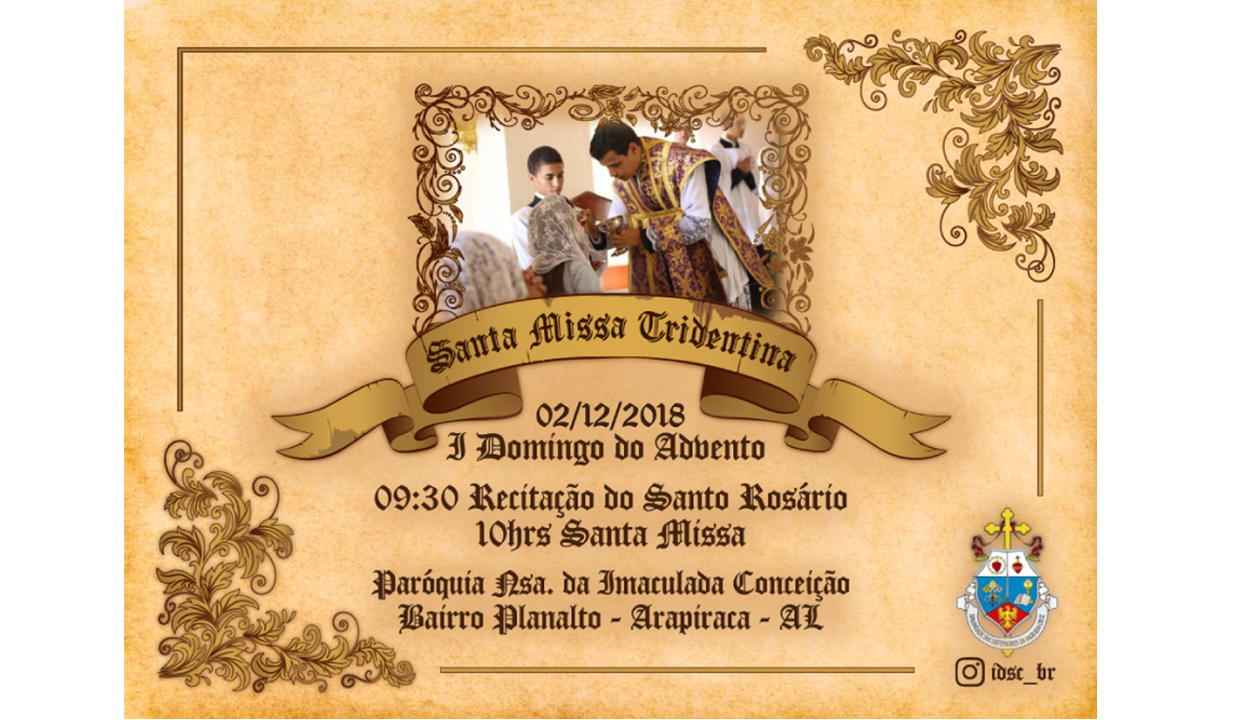 Santa Missa Tridentina
02/12/2018
I Domingo do Advento
09:30 Recitação do Santo Rosário
10hrs Santa Missa
Paróquia Nsa. da Imaculada Conceição
Bairro Planalto - Arapiraca - AL
idsc_br